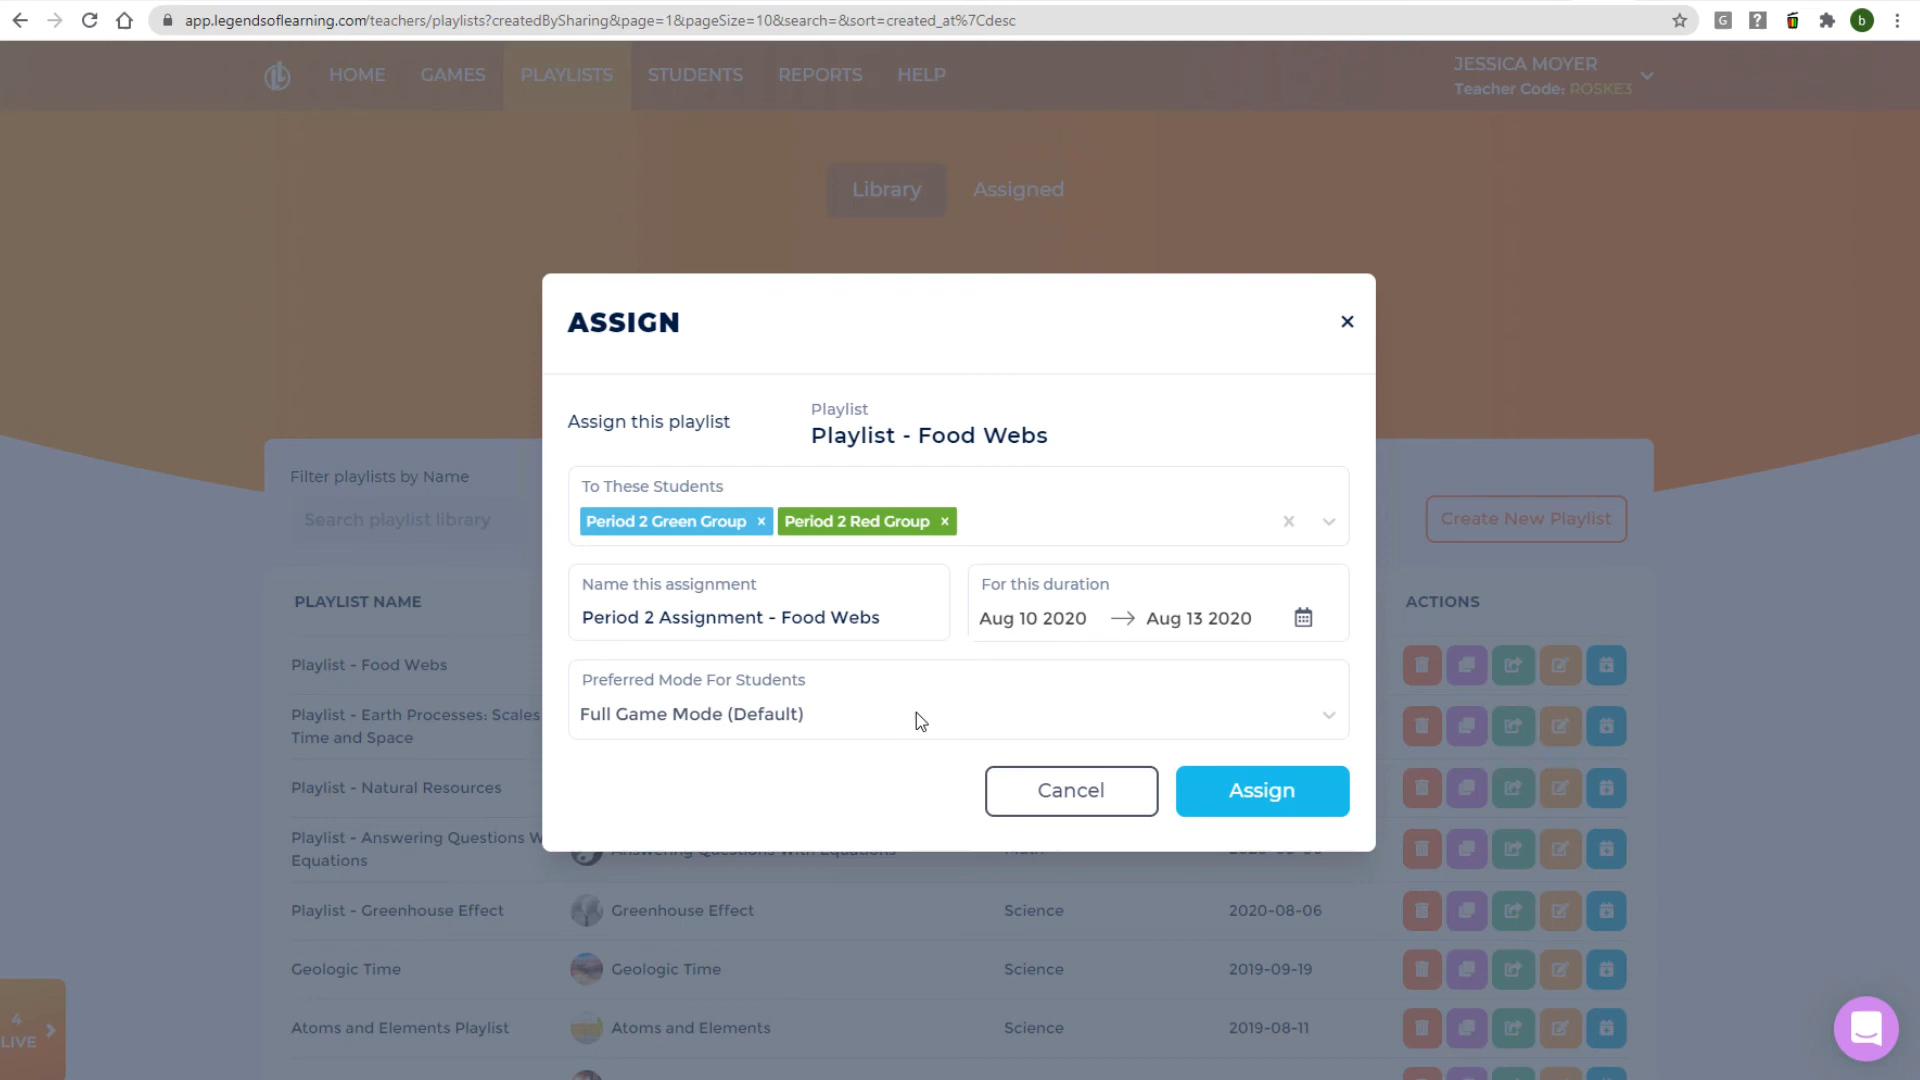 app.legendsoflearning.com/teachers/playlists?createdBySharing&page=1&pageSize=10&search=&sort=created_at%7Cdesc
G
?
b
HOME
GAMES
PLAYLISTS
STUDENTS
REPORTS
HELP
JESSICA MOYER
Teacher Code: ROSKE3
Library
Assigned
ASSIGN
×
Assign this playlist
Playlist
Playlist - Food Webs
To These Students
Period 2 Green Group ×
Period 2 Red Group ×
×
Name this assignment
Period 2 Assignment - Food Webs
For this duration
Aug 10 2020 → Aug 13 2020
Preferred Mode For Students
Full Game Mode (Default)
Cancel
Assign
Filter playlists by Name
Search playlist library
Create New Playlist
PLAYLIST NAME
ACTIONS
Playlist - Food Webs
Playlist - Earth Processes: Scales
Time and Space
Playlist - Natural Resources
Playlist - Answering Questions W
Equations
Answering Questions With Equations
Math
Playlist - Greenhouse Effect
Greenhouse Effect
Science
2020-08-06
Geologic Time
Geologic Time
Science
2019-09-19
Atoms and Elements Playlist
Atoms and Elements
Science
2019-08-11
4
LIVE